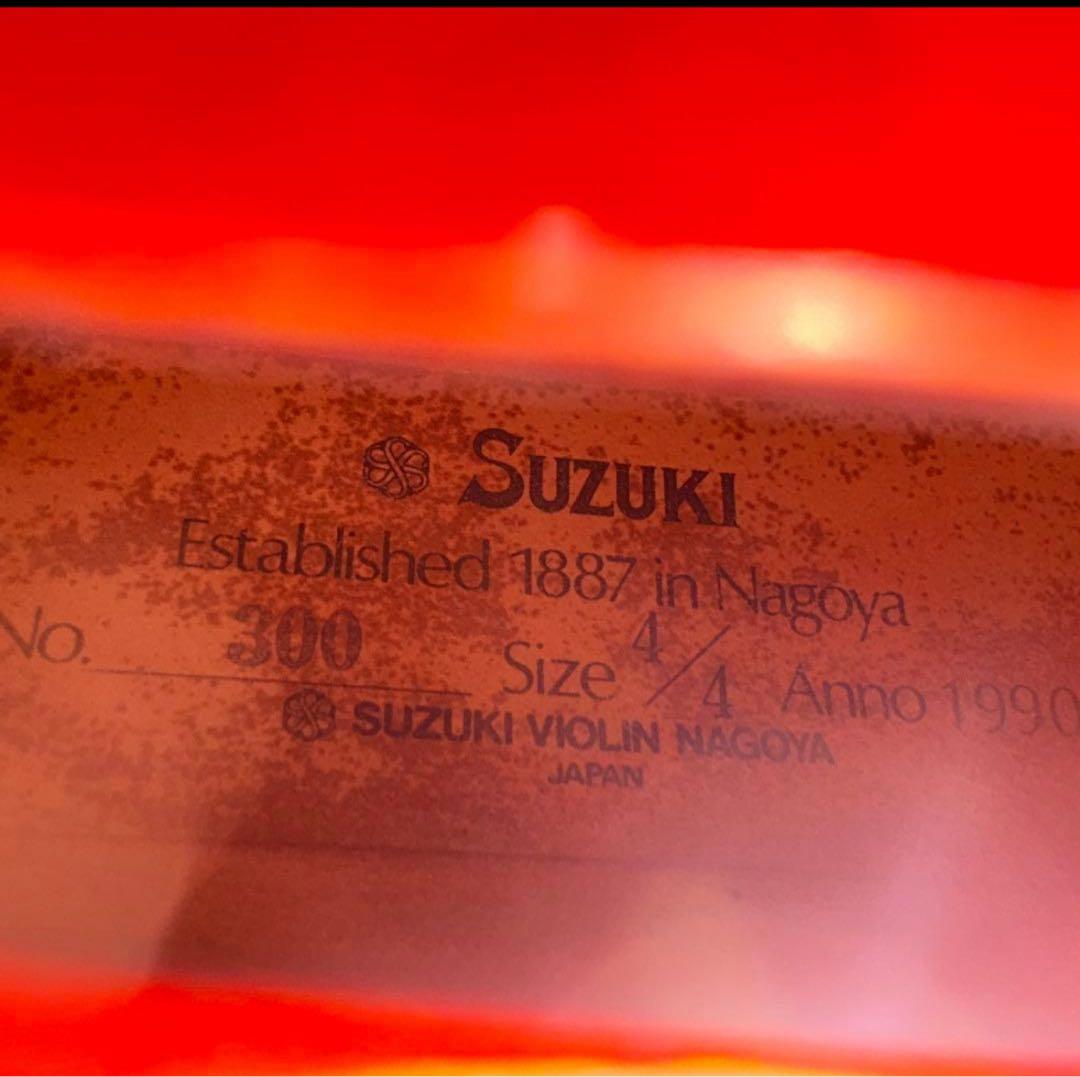 SUZUKI
Established 1887 in Nagoya
No. 300 Size 4/4 Anno 1990
SUZUKI VIOLIN NAGOYA
JAPAN